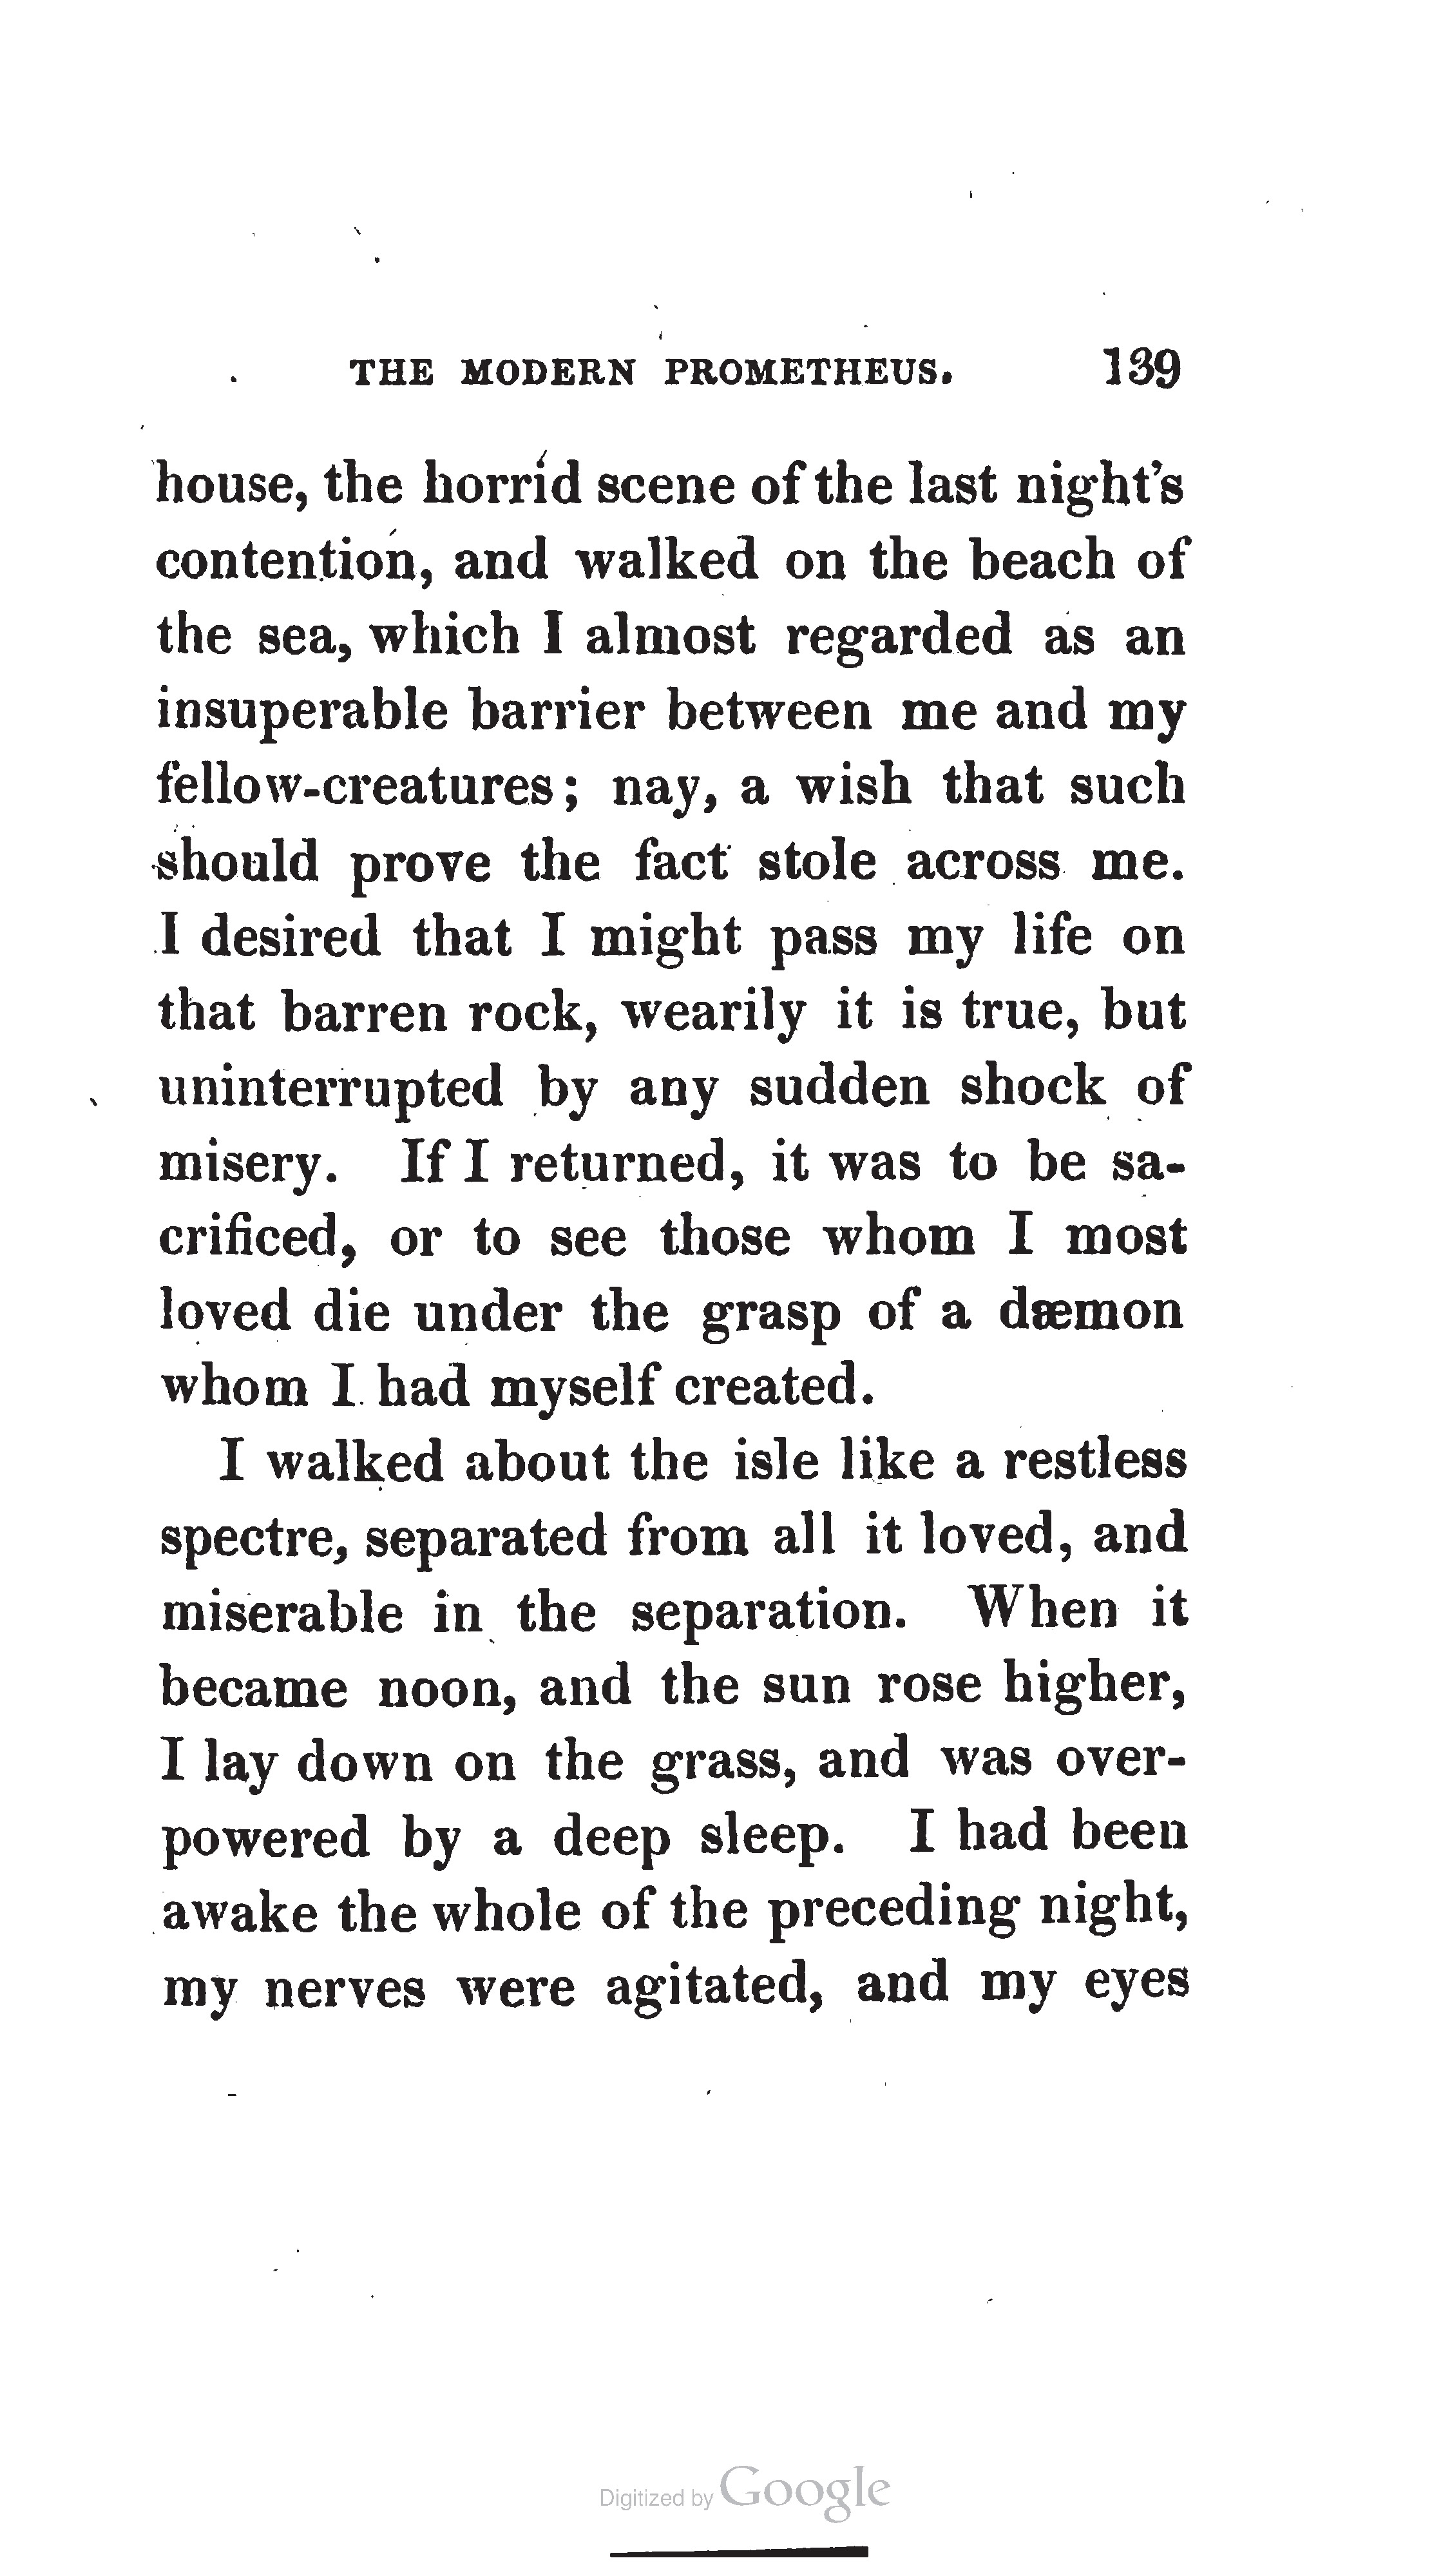 THE MODERN PROMETHEUS. 139
house, the horrid scene of the last night's
contention, and walked on the beach of
the sea, which I almost regarded as an
insuperable barrier between me and my
fellow-creatures; nay, a wish that such
should prove the fact stole across me.
I desired that I might pass my life on
that barren rock, wearily it is true, but
uninterrupted by any sudden shock of
misery. If I returned, it was to be sa-
crificed, or to see those whom I most
loved die under the grasp of a dæmon
whom I had myself created.
I walked about the isle like a restless
spectre, separated from all it loved, and
miserable in the separation. When it
became noon, and the sun rose higher,
I lay down on the grass, and was over-
powered by a deep sleep. I had been
awake the whole of the preceding night,
my nerves were agitated, and my eyes
Digitized by Google